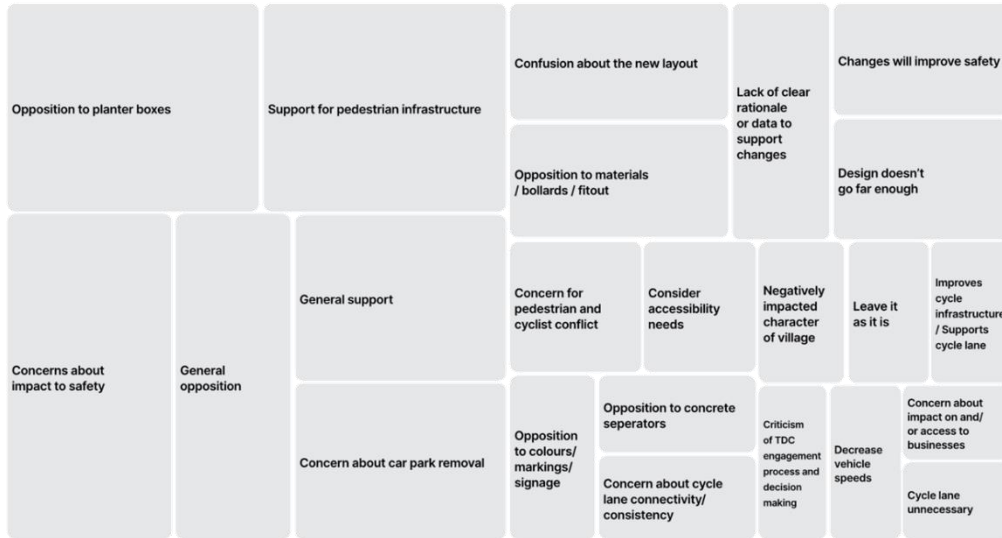 Opposition to planter boxes
Support for pedestrian infrastructure
Confusion about the new layout
Opposition to materials
/ bollards / fitout
Lack of clear
rationale
or data to
support
changes
Changes will improve safety
Design doesn't
go far enough
Concerns about
impact to safety
General
opposition
General support
Concern about car park removal
Concern for
pedestrian and
cyclist conflict
Consider
accessibility
needs
Negatively
impacted
character
of village
Leave it
as it is
Improves
cycle
infrastructure
/ Supports
cycle lane
Opposition
to colours/
markings/
signage
Opposition to concrete
seperators
Concern about cycle
lane connectivity/
consistency
Criticism
of TDC
engagement
process and
decision
making
Decrease
vehicle
speeds
Concern about
impact on and/
or access to
businesses
Cycle lane
unnecessary